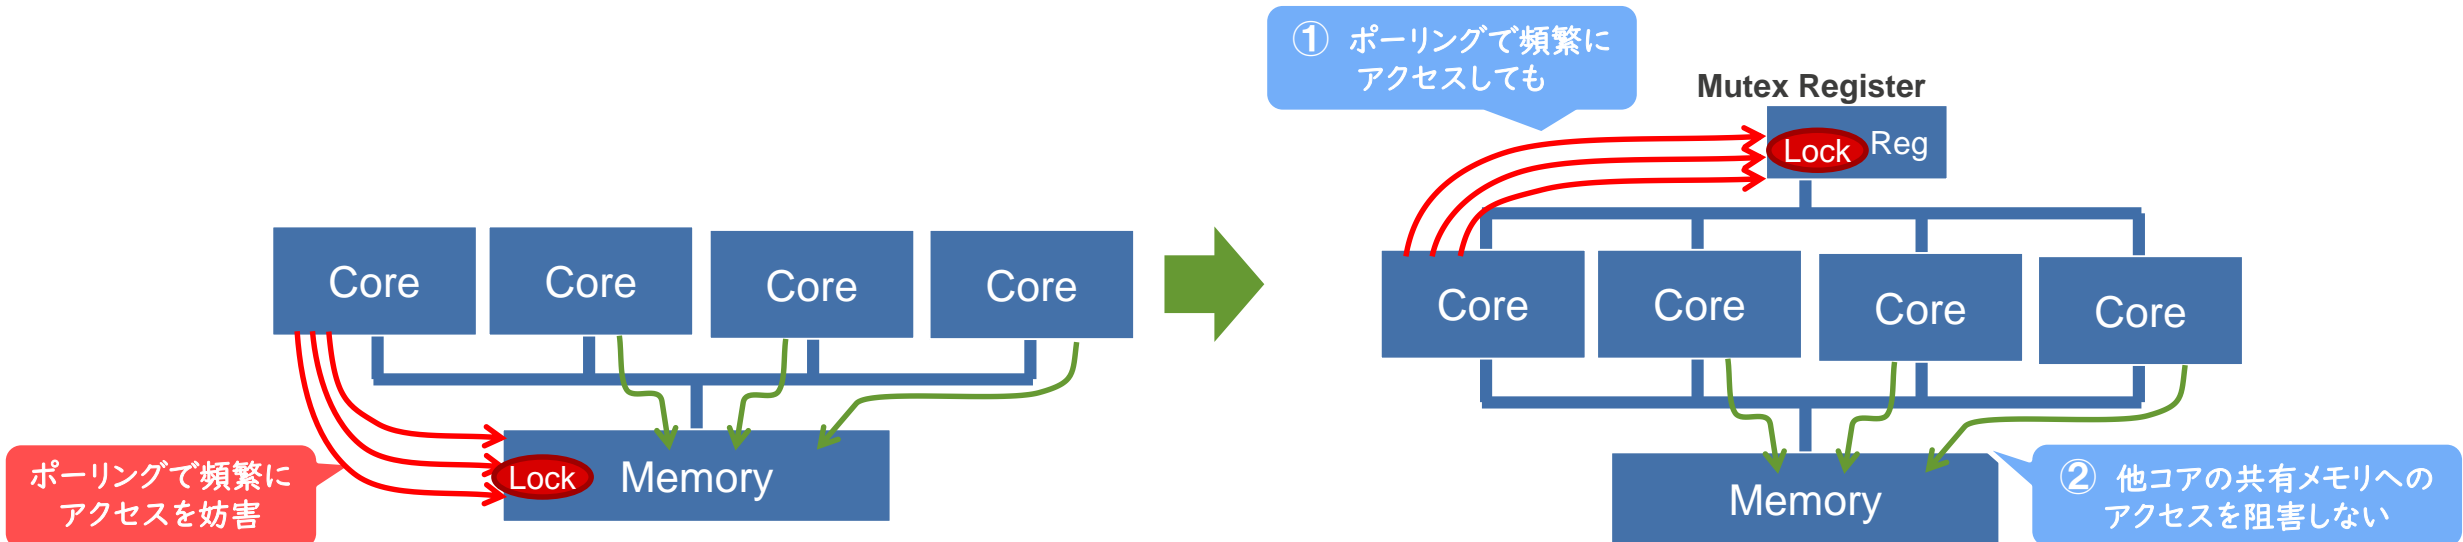 Core
Core
Core
Core
Lock
Memory
ポーリングで頻繁に
アクセスを妨害
① ポーリングで頻繁に
アクセスしても
Mutex Register
Lock
Reg
Core
Core
Core
Core
Memory
② 他コアの共有メモリへの
アクセスを阻害しない